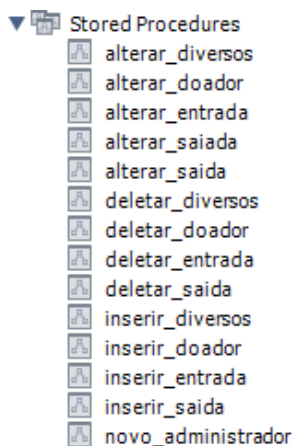 Stored Procedures
alterar_diversos
alterar_doador
alterar_entrada
alterar_saiada
alterar_saida
deletar_diversos
deletar_doador
deletar_entrada
deletar_saida
inserir_diversos
inserir_doador
inserir_entrada
inserir_saida
novo_administrador